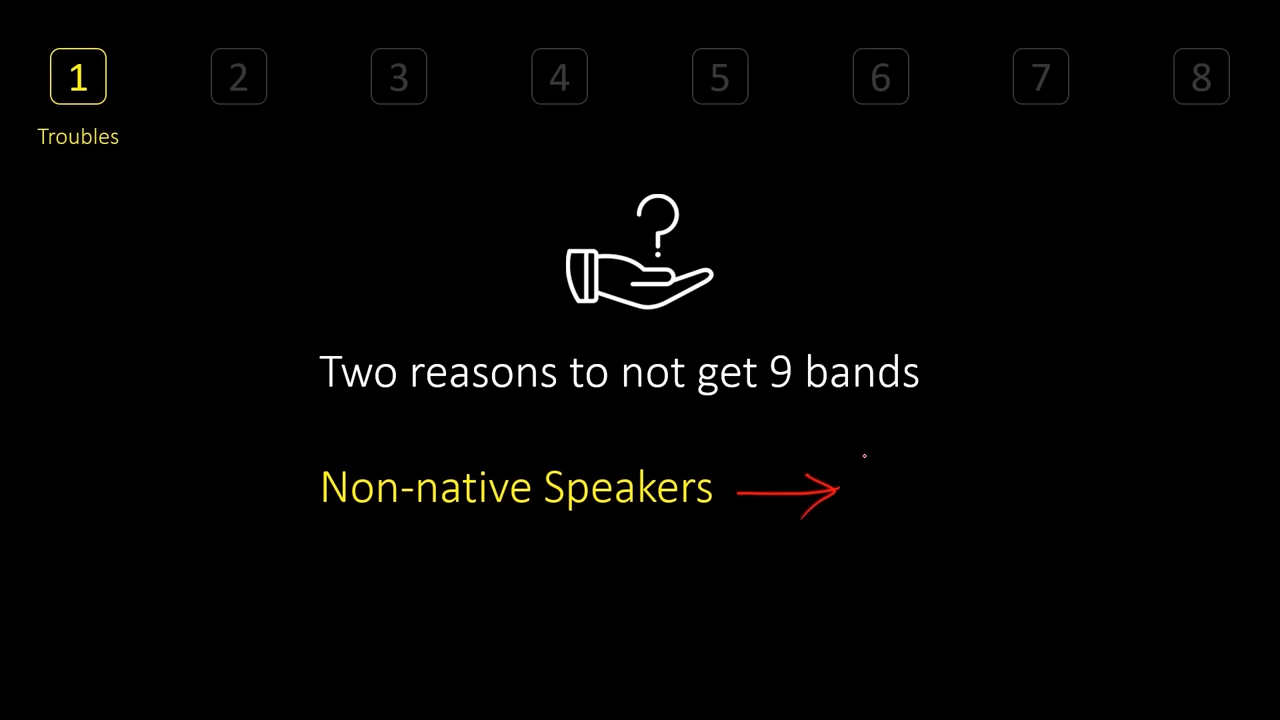 1 2 3 4 5 6 7 8
Troubles
?
Two reasons to not get 9 bands
Non-native Speakers